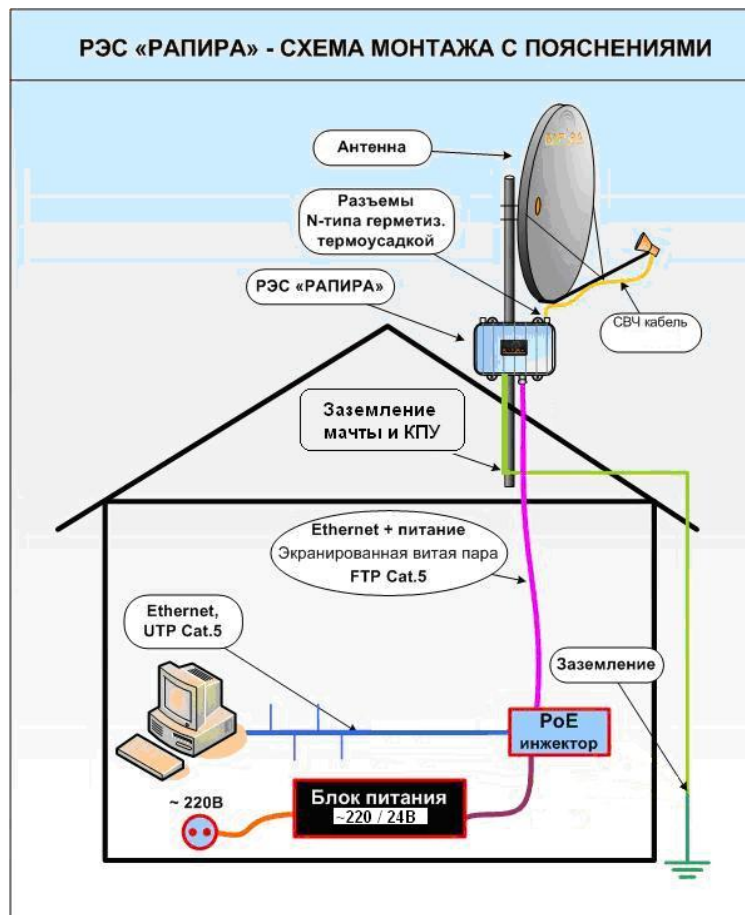 РЭС «РАПИРА» - СХЕМА МОНТАЖА С ПОЯСНЕНИЯМИ
Антенна
Разъемы
N-типа герметиз.
термоусадкой
РЭС «РАПИРА»
СВЧ кабель
Заземление
мачты и КПУ
Ethernet + питание
Экранированная витая пара
FTP Cat.5
Ethernet,
UTP Cat.5
Заземление
PoE
инжектор
~ 220В
Блок питания
~220 / 24В